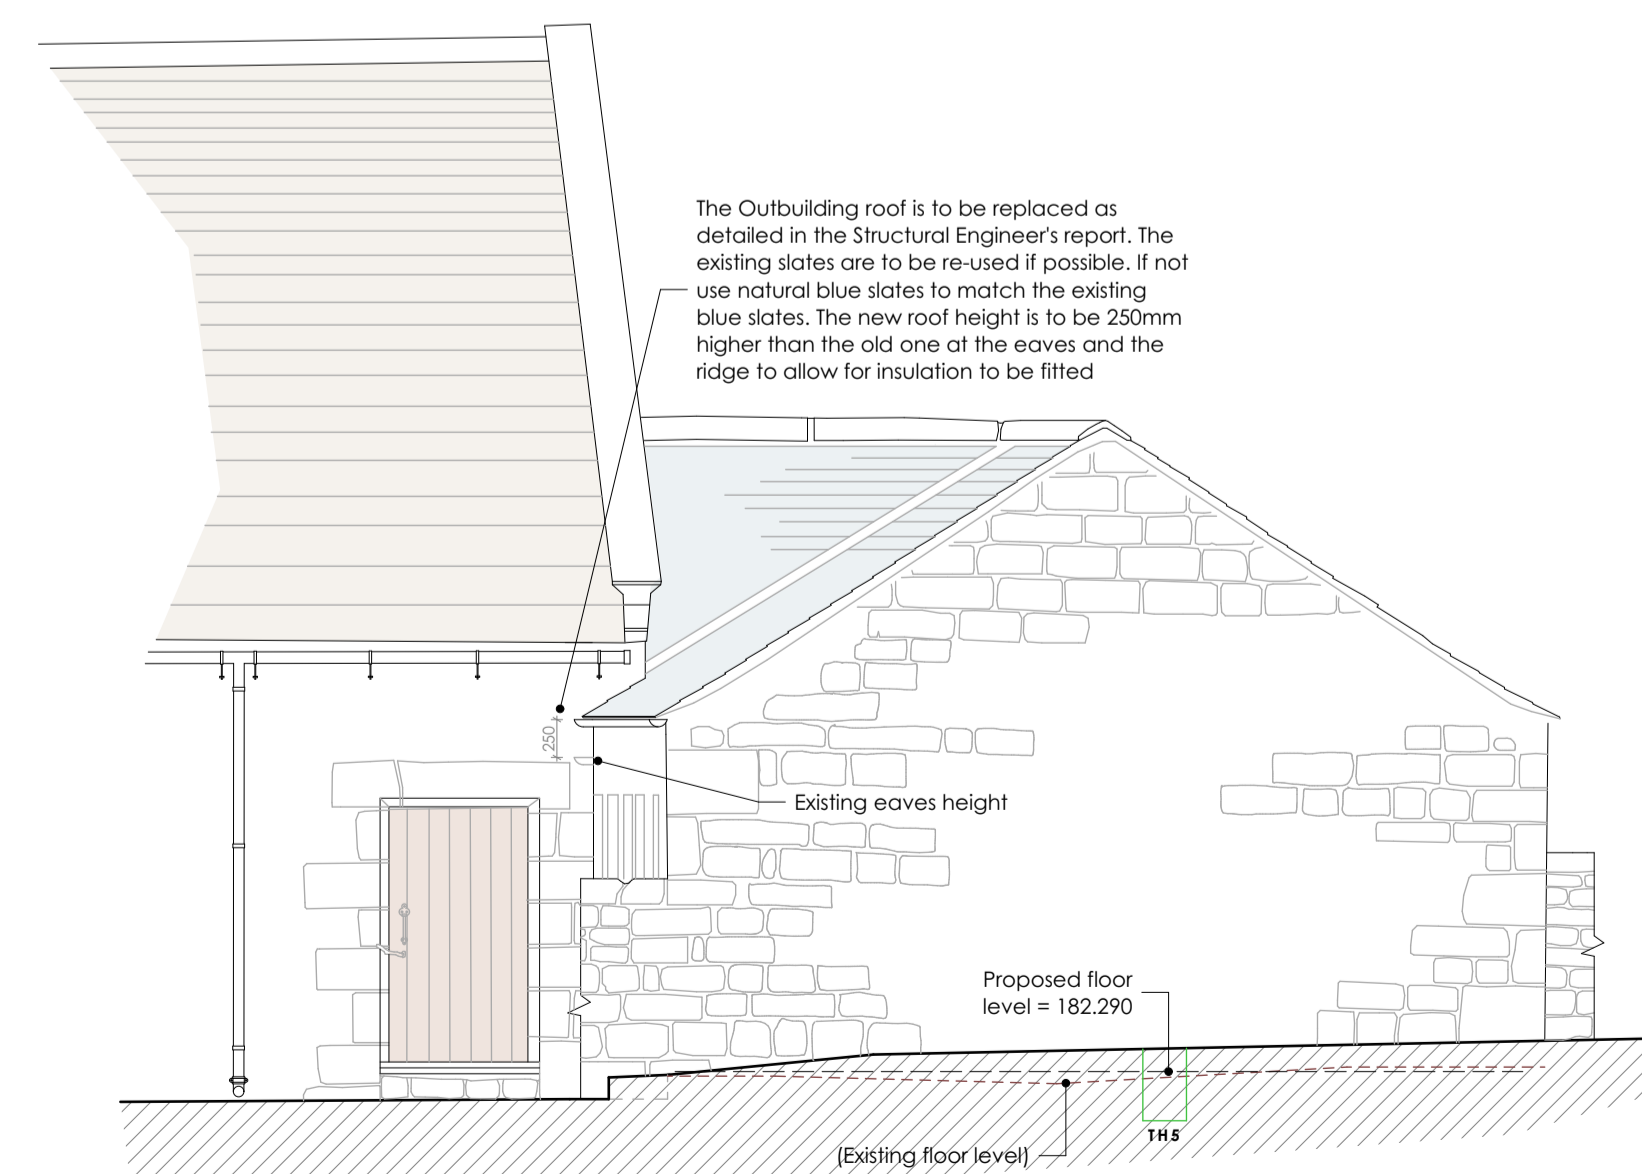 The Outbuilding roof is to be replaced as
detailed in the Structural Engineer's report. The
existing slates are to be re-used if possible. If not
use natural blue slates to match the existing
blue slates. The new roof height is to be 250mm
higher than the old one at the eaves and the
ridge to allow for insulation to be fitted
250
Existing eaves height
Proposed floor
level = 182.290
TH5
(Existing floor level)